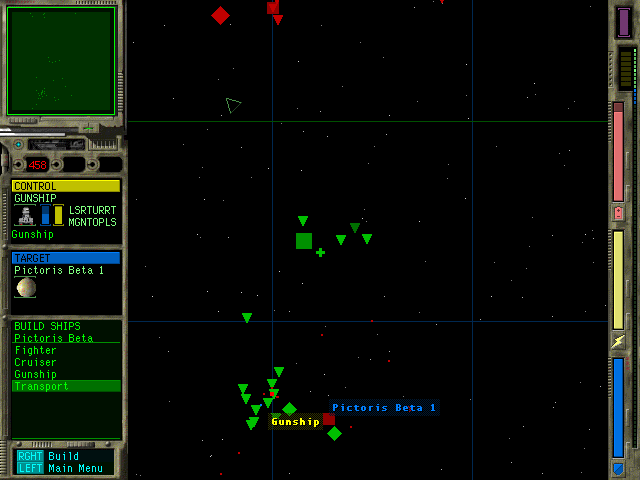 458
CONTROL
GUNSHIP
LSRTURRT
MGNTOPLS
Gunship
TARGET
Pictoris Beta 1
BUILD SHIPS
Pictoris Beta
Fighter
Cruiser
Gunship
Transport
RGHT Build
LEFT Main Menu
Pictoris Beta 1
Gunship